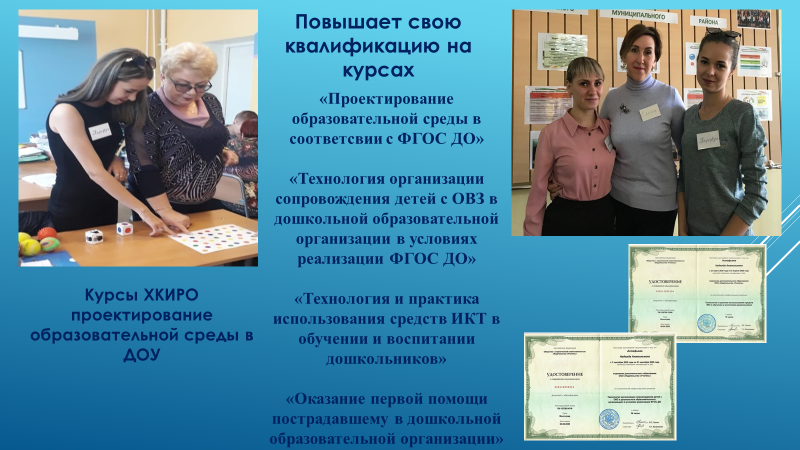 Повышает свою
квалификацию на
курсах
«Проектирование
образовательной среды в
соответсвии с ФГОС ДО»
«Технология организации
сопровождения детей с ОВЗ в
дошкольной образовательной
организации в условиях
реализации ФГОС ДО»
«Технология и практика
использования средств ИКТ в
обучении и воспитании
дошкольников»
«Оказание первой помощи
пострадавшему в дошкольной
образовательной организации»
Курсы ХКИРО
проектирование
образовательной среды в
ДОУ
МУНИЦИПАЛЬНОГО
РАЙОНА
УДОСТОВЕРЕНИЕ
УДОСТОВЕРЕНИЕ